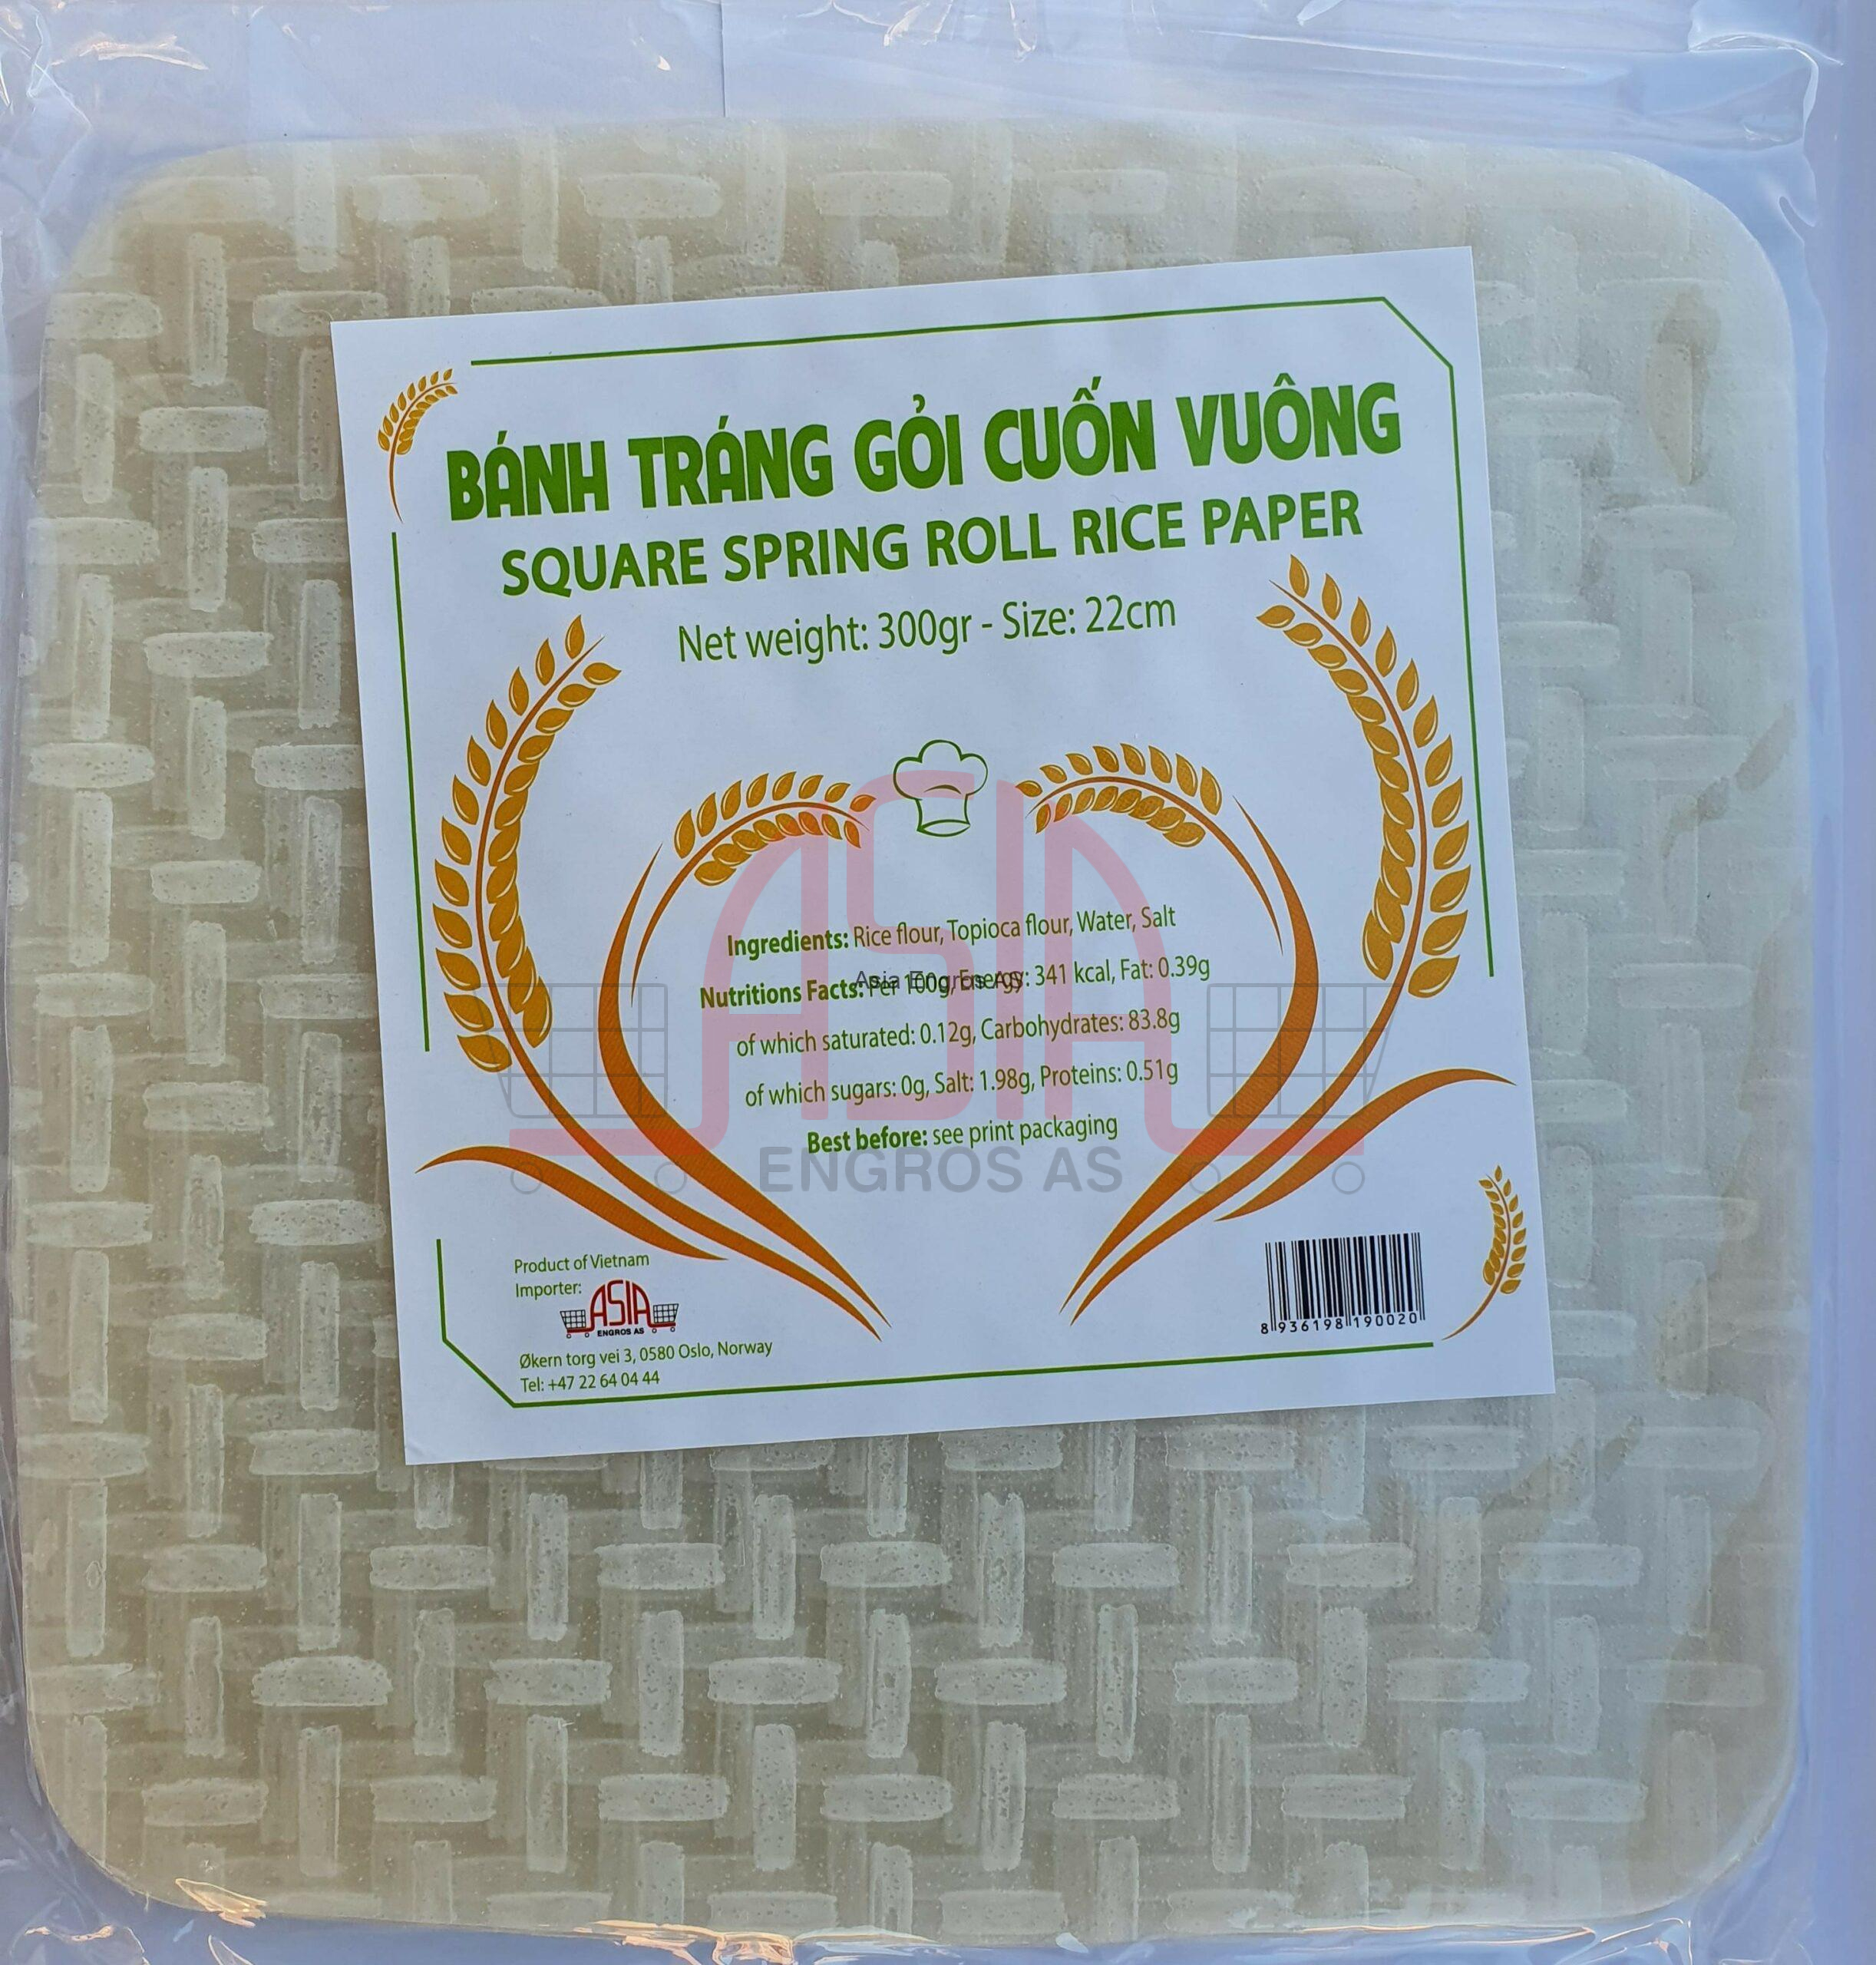 BÁNH TRÁNG GỎI CUỐN VUÔNG
SQUARE SPRING ROLL RICE PAPER
Net weight: 300gr - Size: 22cm
Ingredients: Rice flour, Topioca flour, Water, Salt
Nutritions Facts: Per 100g, Energy: 341 kcal, Fat: 0.39g
of which saturated: 0.12g, Carbohydrates: 83.8g
of which sugars: 0g, Salt: 1.98g, Proteins: 0.51g
Best before: see print packaging
Asia Engros AS
ASIA
ENGROS AS
Product of Vietnam
Importer:
ASIA
ENGROS AS
Økern torg vei 3, 0580 Oslo, Norway
Tel: +47 22 64 04 44
8 936198 190020